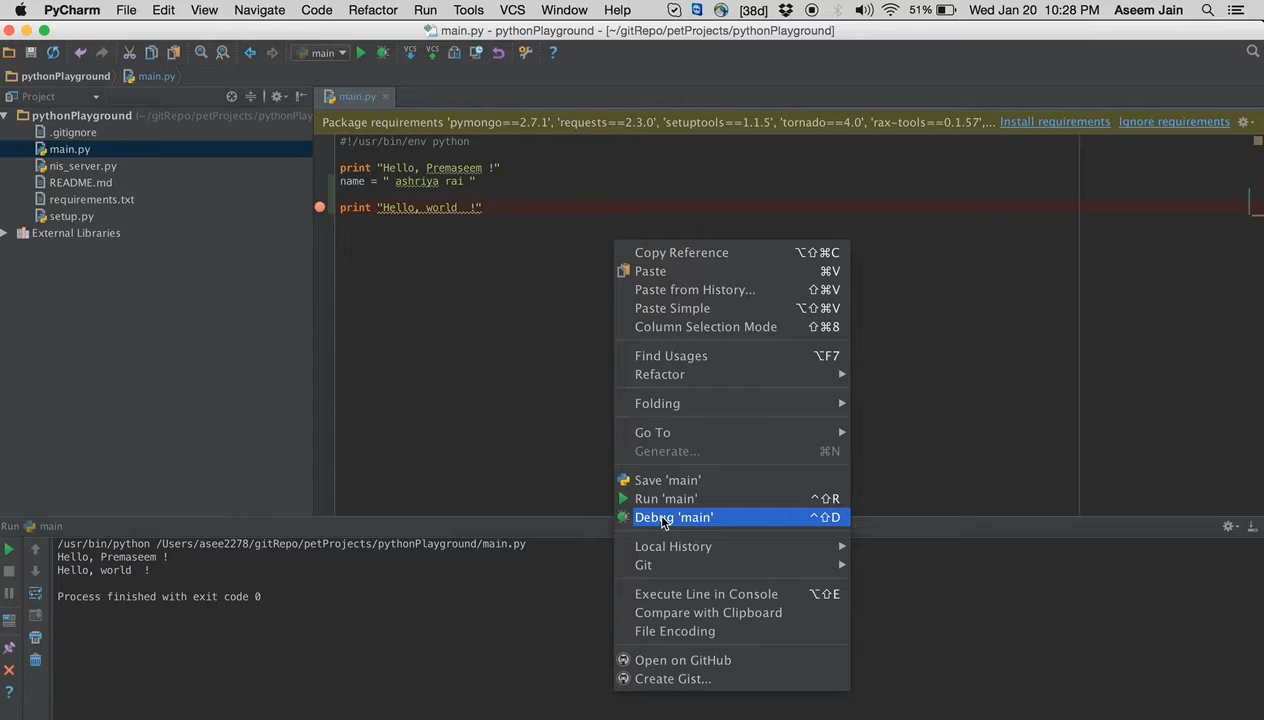 PyCharm File Edit View Navigate Code Refactor Run Tools VCS Window Help [38d] 51% Wed Jan 20 10:28 PM Aseem Jain
main.py - pythonPlayground - [~/gitRepo/petProjects/pythonPlayground]
main VCS VCS ?
pythonPlayground main.py
Project main.py ×
pythonPlayground (~/gitRepo/petProjects/pythonPlay
.gitignore
main.py
nis_server.py
README.md
requirements.txt
setup.py
External Libraries
Package requirements 'pymongo==2.7.1', 'requests==2.3.0', 'setuptools==1.1.5', 'tornado==4.0', 'rax-tools==0.1.57',... Install requirements Ignore requirements
#!/usr/bin/env python
print "Hello, Premaseem !"
name = " ashriya rai "
print "Hello, world  !"
Copy Reference ⌥⇧⌘C
Paste ⌘V
Paste from History... ⇧⌘V
Paste Simple ⌥⇧⌘V
Column Selection Mode ⇧⌘8
Find Usages ⌥F7
Refactor
Folding
Go To
Generate... ⌘N
Save 'main'
Run 'main' ^⇧R
Debug 'main' ^⇧D
Local History
Git
Execute Line in Console ⌥⇧E
Compare with Clipboard
File Encoding
Open on GitHub
Create Gist...
Run main
/usr/bin/python /Users/asee2278/gitRepo/petProjects/pythonPlayground/main.py
Hello, Premaseem !
Hello, world  !
Process finished with exit code 0
?